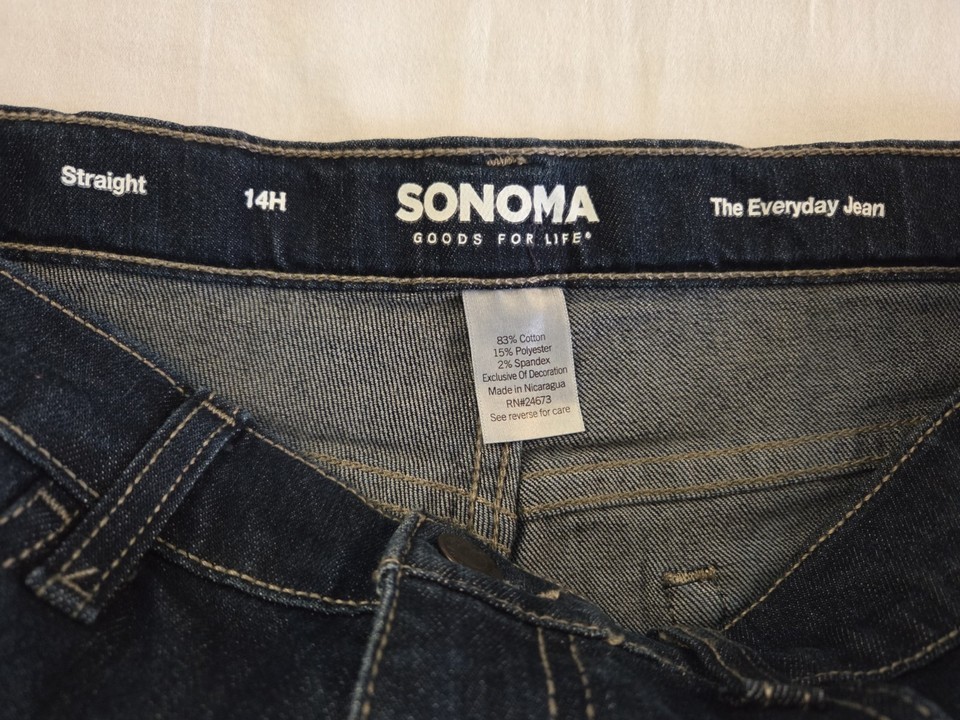 Straight
14H
SONOMA
GOODS FOR LIFE®
The Everyday Jean
83% Cotton
15% Polyester
2% Spandex
Exclusive Of Decoration
Made in Nicaragua
RN#24673
See reverse for care